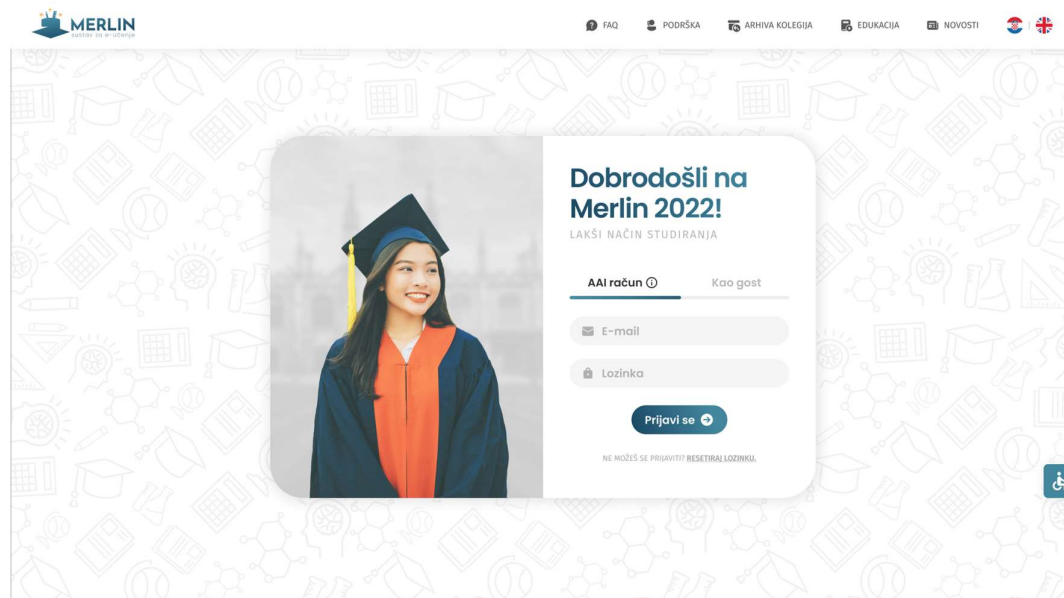 MERLIN
sustav za e-učenje
FAQ
PODRŠKA
ARHIVA KOLEGIJA
EDUKACIJA
NOVOSTI
Dobrodošli na
Merlin 2022!
LAKŠI NAČIN STUDIRANJA
AAI račun
Kao gost
E-mail
Lozinka
Prijavi se
NE MOŽEŠ SE PRIJAVITI? RESETIRAJ LOZINKU.